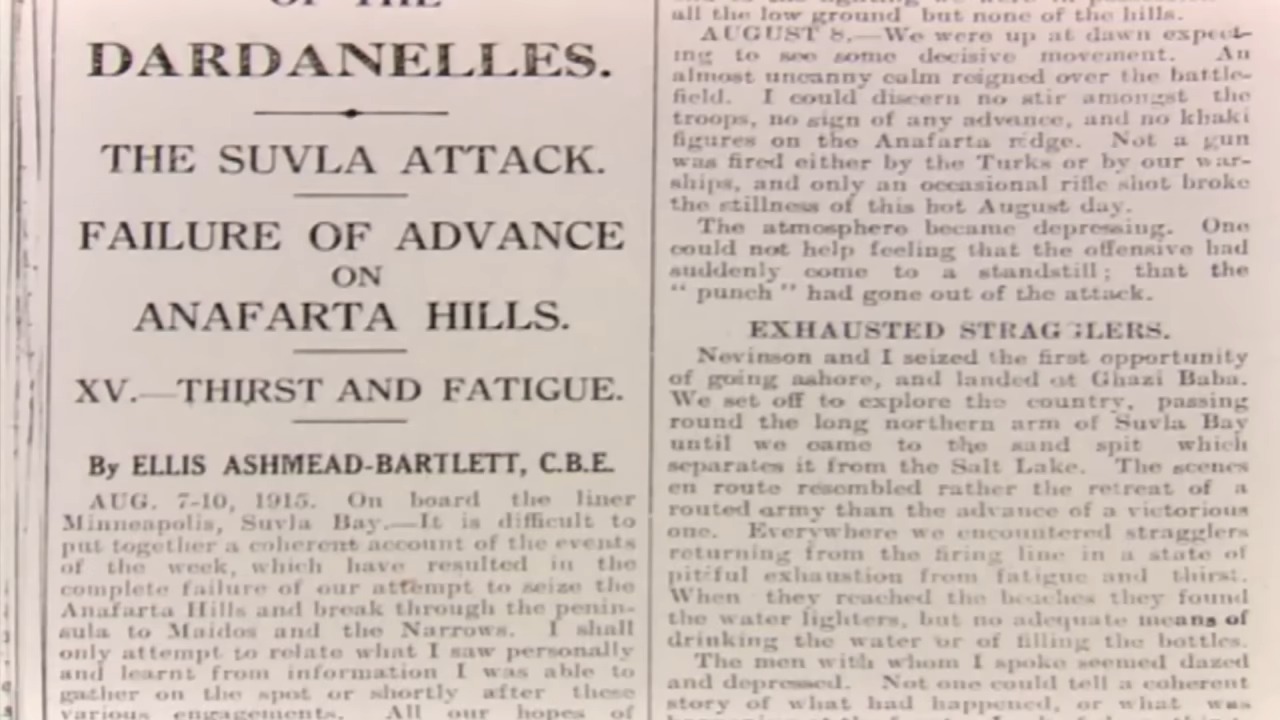 OF THE
DARDANELLES.
THE SUVLA ATTACK.
FAILURE OF ADVANCE
ON
ANAFARTA HILLS.
XV.—THIRST AND FATIGUE.
By ELLIS ASHMEAD-BARTLETT, C.B.E.
AUG. 7-10, 1915. On board the liner
Minneapolis, Suvla Bay.—It is difficult to
put together a coherent account of the events
of the week, which have resulted in the
complete failure of our attempt to seize the
Anafarta Hills and break through the penin-
sula to Maidos and the Narrows. I shall
only attempt to relate what I saw personally
and learnt from information I was able to
gather on the spot or shortly after these
various engagements. All our hopes of
all the low ground but none of the hills.
AUGUST 8.—We were up at dawn expect-
ing to see some decisive movement. An
almost uncanny calm reigned over the battle-
field. I could discern no stir amongst the
troops, no sign of any advance, and no khaki
figures on the Anafarta ridge. Not a gun
was fired either by the Turks or by our war-
ships, and only an occasional rifle shot broke
the stillness of this hot August day.
The atmosphere became depressing. One
could not help feeling that the offensive had
suddenly come to a standstill; that the
"punch" had gone out of the attack.
EXHAUSTED STRAGGLERS.
Nevinson and I seized the first opportunity
of going ashore, and landed at Ghazi Baba.
We set off to explore the country, passing
round the long northern arm of Suvla Bay
until we came to the sand spit which
separates it from the Salt Lake. The scenes
en route resembled rather the retreat of a
routed army than the advance of a victorious
one. Everywhere we encountered stragglers
returning from the firing line in a state of
pitiful exhaustion from fatigue and thirst.
When they reached the beaches they found
the water lighters, but no adequate means of
drinking the water or of filling the bottles.
The men with whom I spoke seemed dazed
and depressed. Not one could tell a coherent
story of what had happened, or what was